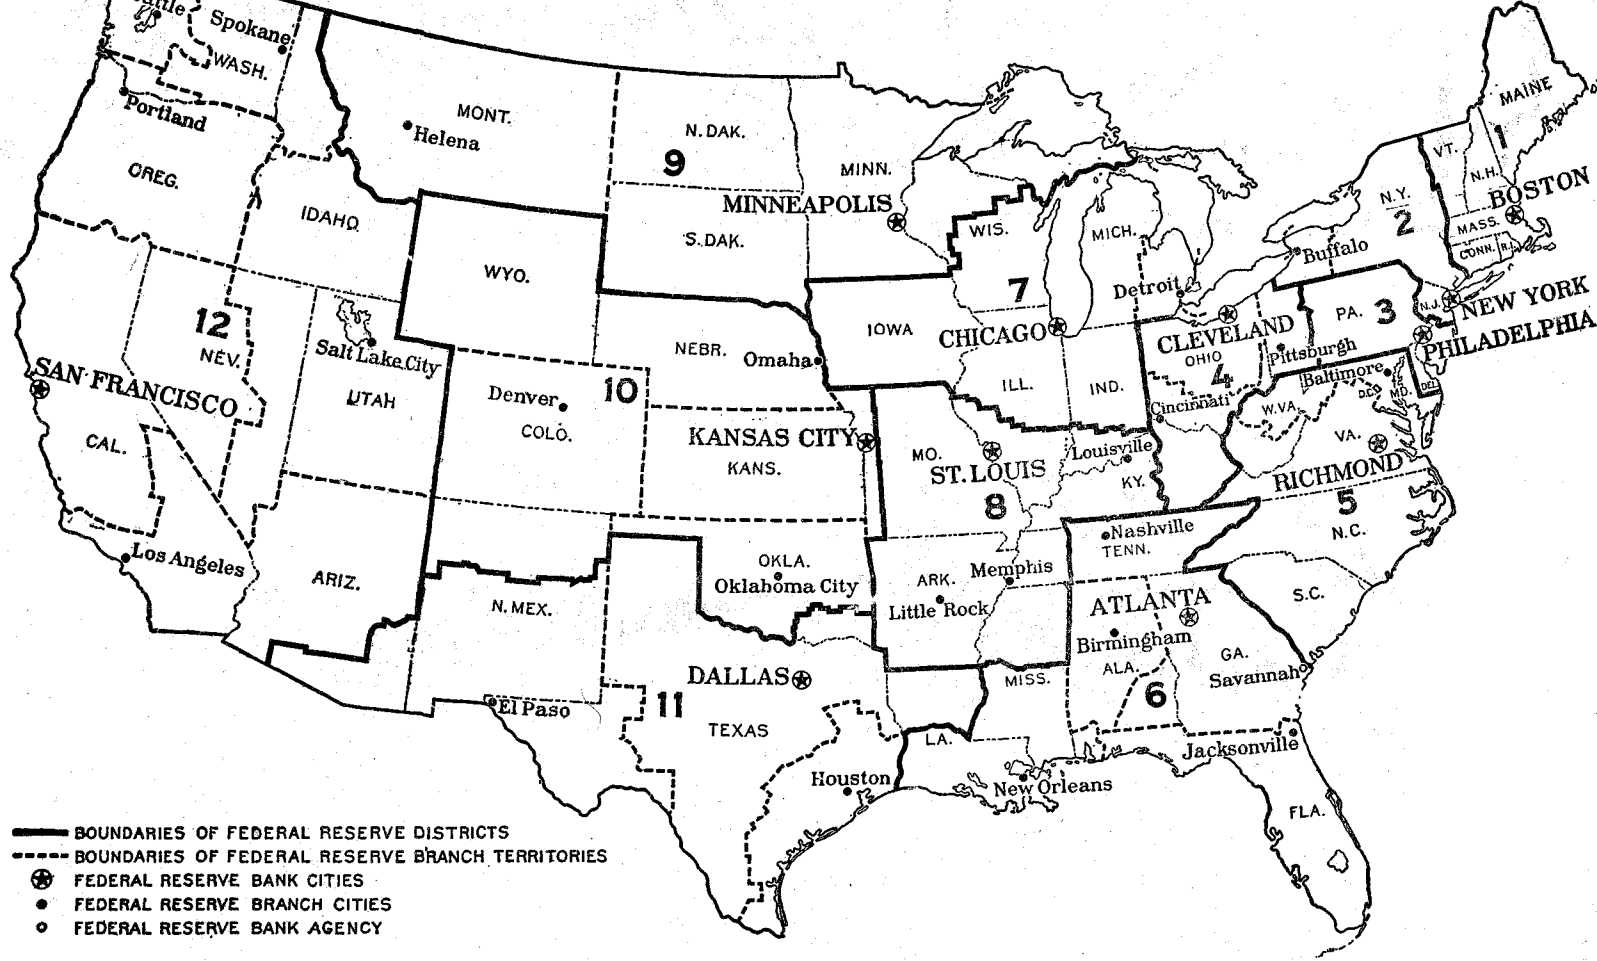 Spokane
WASH.
Portland
OREG.
IDAHO
MONT.
Helena
N. DAK.
9
MINN.
MINNEAPOLIS
S. DAK.
WYO.
WIS.
MICH.
7
Detroit
IOWA
CHICAGO
ILL.
IND.
MAINE
1
VT.
N.H.
BOSTON
MASS.
CONN.
R.I.
N.Y.
2
Buffalo
NEW YORK
N.J.
PHILADELPHIA
PA.
3
CLEVELAND
OHIO
4
Pittsburgh
Cincinnati
Baltimore
D.C.
MD.
DEL.
W.VA.
VA.
RICHMOND
5
N.C.
S.C.
12
NEV.
SAN FRANCISCO
CAL.
Los Angeles
Salt Lake City
UTAH
ARIZ.
NEBR.
Omaha
10
Denver
COLO.
KANSAS CITY
KANS.
MO.
ST. LOUIS
8
Louisville
KY.
Nashville
TENN.
Memphis
ARK.
Little Rock
OKLA.
Oklahoma City
N. MEX.
El Paso
DALLAS
11
TEXAS
Houston
LA.
New Orleans
MISS.
ATLANTA
Birmingham
ALA.
6
GA.
Savannah
Jacksonville
FLA.
BOUNDARIES OF FEDERAL RESERVE DISTRICTS
BOUNDARIES OF FEDERAL RESERVE BRANCH TERRITORIES
FEDERAL RESERVE BANK CITIES
FEDERAL RESERVE BRANCH CITIES
FEDERAL RESERVE BANK AGENCY